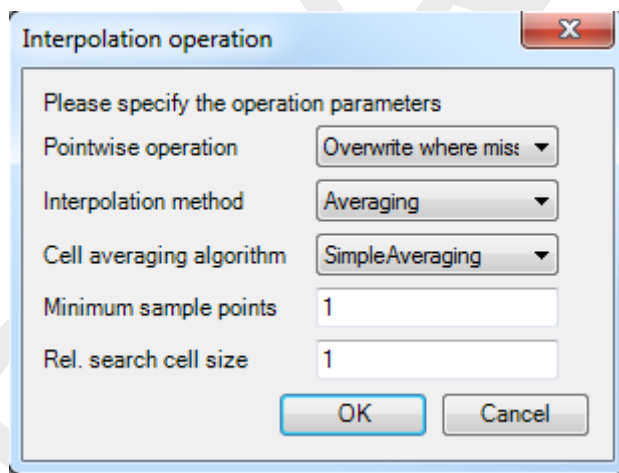 Interpolation operation
Please specify the operation parameters
Pointwise operation Overwrite where miss
Interpolation method Averaging
Cell averaging algorithm SimpleAveraging
Minimum sample points 1
Rel. search cell size 1
OK Cancel